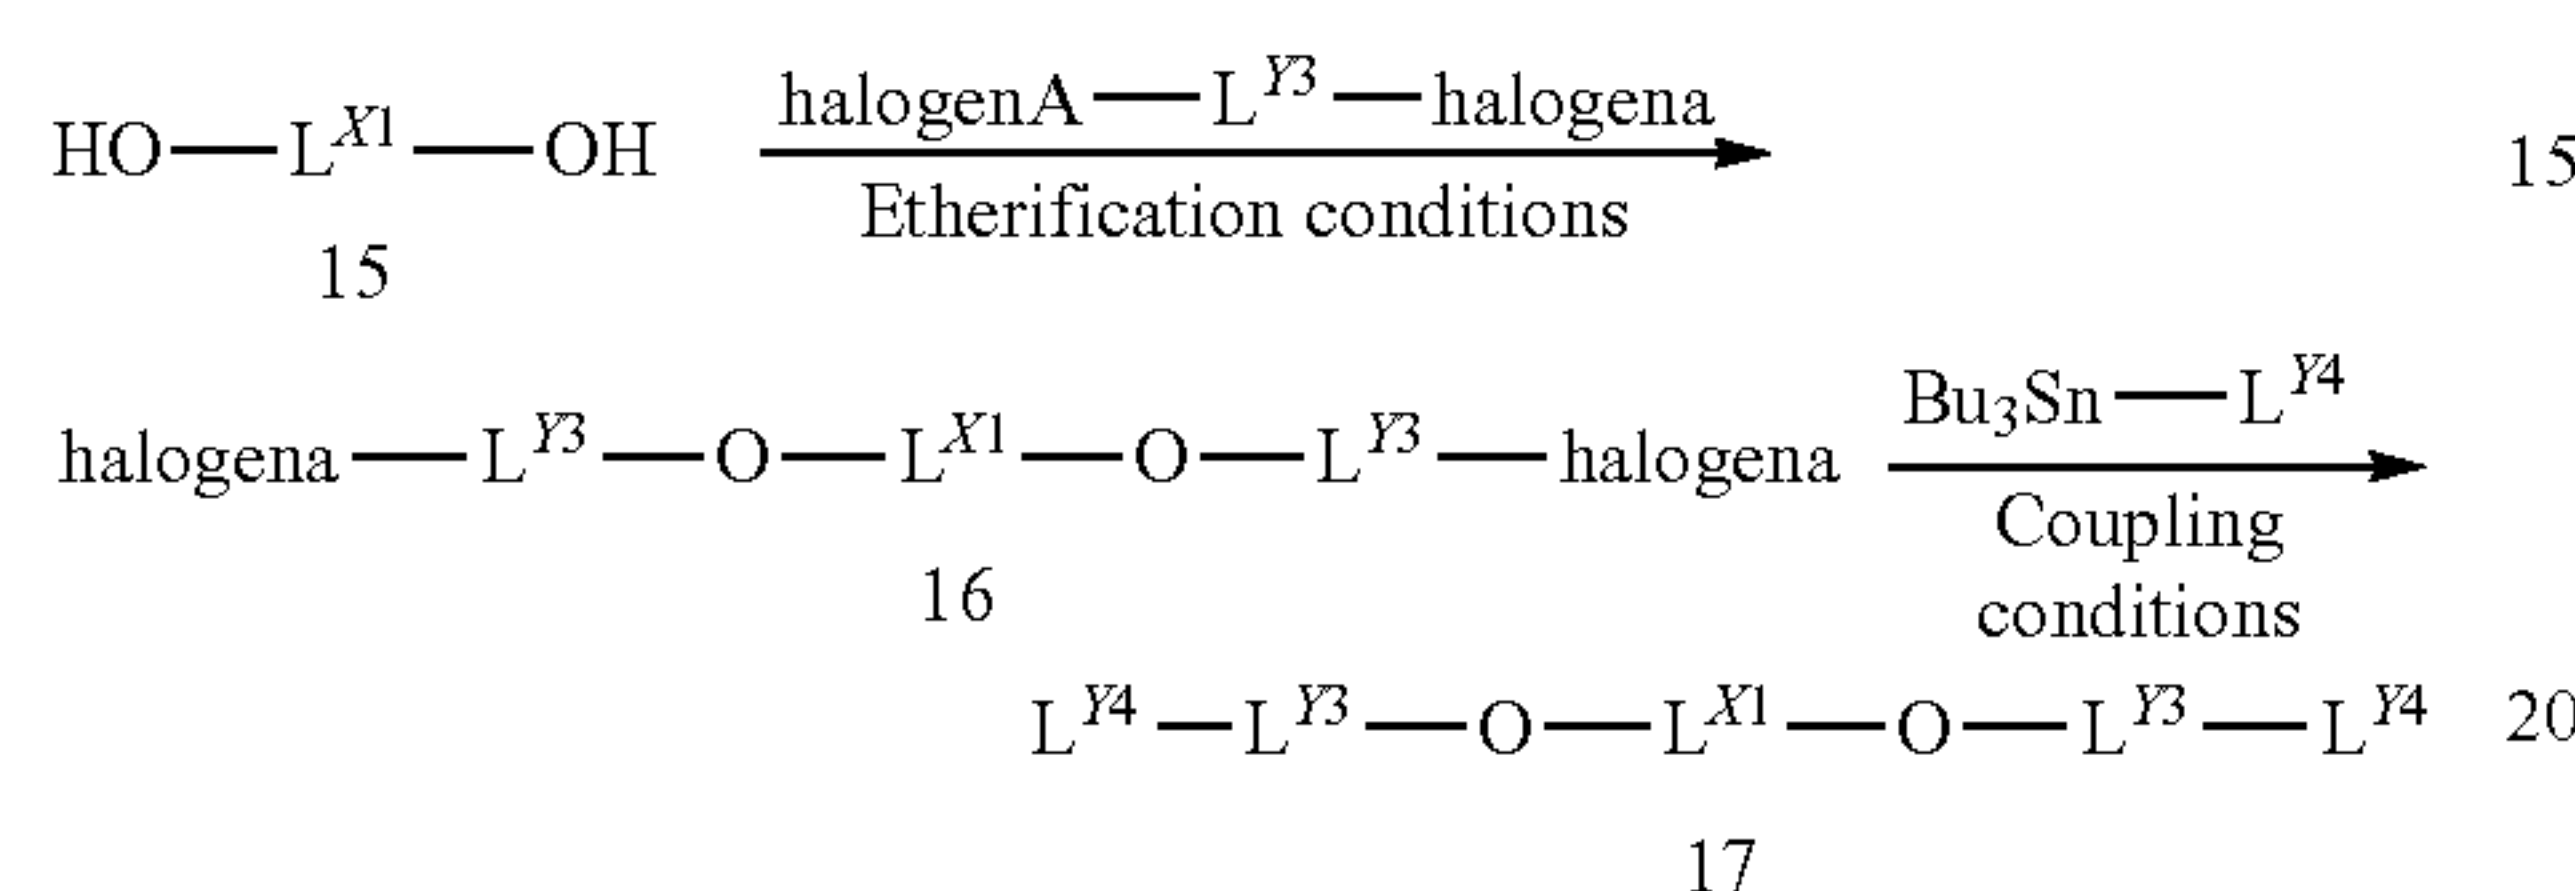 halogenA—L^Y3—halogena
HO—L^X1—OH
15
Etherification conditions
15
Bu3Sn—L^Y4
halogena—L^Y3—O—L^X1—O—L^Y3—halogena
Coupling
conditions
16
L^Y4—L^Y3—O—L^X1—O—L^Y3—L^Y4
20
17